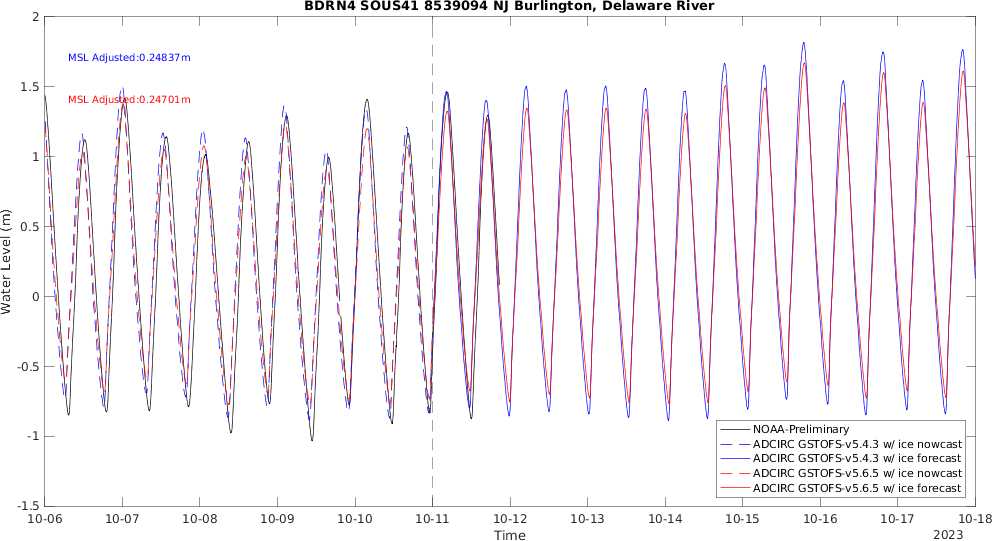 BDRN4 SOUS41 8539094 NJ Burlington, Delaware River
MSL Adjusted:0.24837m
MSL Adjusted:0.24701m
Water Level (m)
2
1.5
1
0.5
0
-0.5
-1
-1.5
NOAA-Preliminary
ADCIRC GSTOFS-v5.4.3 w/ ice nowcast
ADCIRC GSTOFS-v5.4.3 w/ ice forecast
ADCIRC GSTOFS-v5.6.5 w/ ice nowcast
ADCIRC GSTOFS-v5.6.5 w/ ice forecast
10-06 10-07 10-08 10-09 10-10 10-11 10-12 10-13 10-14 10-15 10-16 10-17 10-18
Time
2023